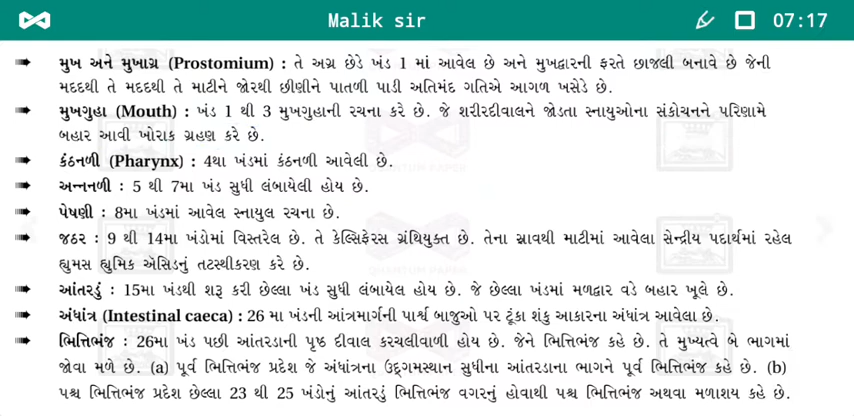 Malik sir
07:17
➠ મુખ અને મુખાગ્ર (Prostomium) : તે અગ્ર છેડે ખંડ 1 માં આવેલ છે અને મુખદ્વારની ફરતે છાજલી બનાવે છે જેની
મદદથી તે મદદથી તે માટીને જોરથી છીણીને પાતળી પાડી અતિમંદ ગતિએ આગળ ખસેડે છે.
➠ મુખગુહા (Mouth) : ખંડ 1 થી 3 મુખગુહાની રચના કરે છે. જે શરીરદીવાલને જોડતા સ્નાયુઓના સંકોચનને પરિણામે
બહાર આવી ખોરાક ગ્રહણ કરે છે.
➠ કંઠનળી (Pharynx) : 4થા ખંડમાં કંઠનળી આવેલી છે.
➠ અન્નનળી : 5 થી 7મા ખંડ સુધી લંબાયેલી હોય છે.
➠ પેષણી : 8મા ખંડમાં આવેલ સ્નાયુલ રચના છે.
➠ જઠર : 9 થી 14મા ખંડોમાં વિસ્તરેલ છે. તે કેલ્સિફેરસ ગ્રંથિયુક્ત છે. તેના સ્રાવથી માટીમાં આવેલા સેન્દ્રીય પદાર્થમાં રહેલ
હ્યુમસ હ્યુમિક ઍસિડનું તટસ્થીકરણ કરે છે.
QUANTUM PAPER
➠ આંતરડું : 15મા ખંડથી શરૂ કરી છેલ્લા ખંડ સુધી લંબાયેલ હોય છે. જે છેલ્લા ખંડમાં મળદ્વાર વડે બહાર ખૂલે છે.
➠ અંધાંત્ર (Intestinal caeca) : 26 મા ખંડની આંત્રમાર્ગની પાર્શ્વ બાજુઓ પર ટૂંકા શંકુ આકારના અંધાંત્ર આવેલા છે.
➠ ભિત્તિભંજ : 26મા ખંડ પછી આંતરડાની પૃષ્ઠ દીવાલ કરચલીવાળી હોય છે. જેને ભિત્તિભંજ કહે છે. તે મુખ્યત્વે બે ભાગમાં
જોવા મળે છે. (a) પૂર્વ ભિત્તિભંજ પ્રદેશ જે અંધાંત્રના ઉદ્દગમસ્થાન સુધીના આંતરડાના ભાગને પૂર્વ ભિત્તિભંજ કહે છે. (b)
પશ્ચ ભિત્તિભંજ પ્રદેશ છેલ્લા 23 થી 25 ખંડોનું આંતરડું ભિત્તિભંજ વગરનું હોવાથી પશ્ચ ભિત્તિભંજ અથવા મળાશય કહે છે.